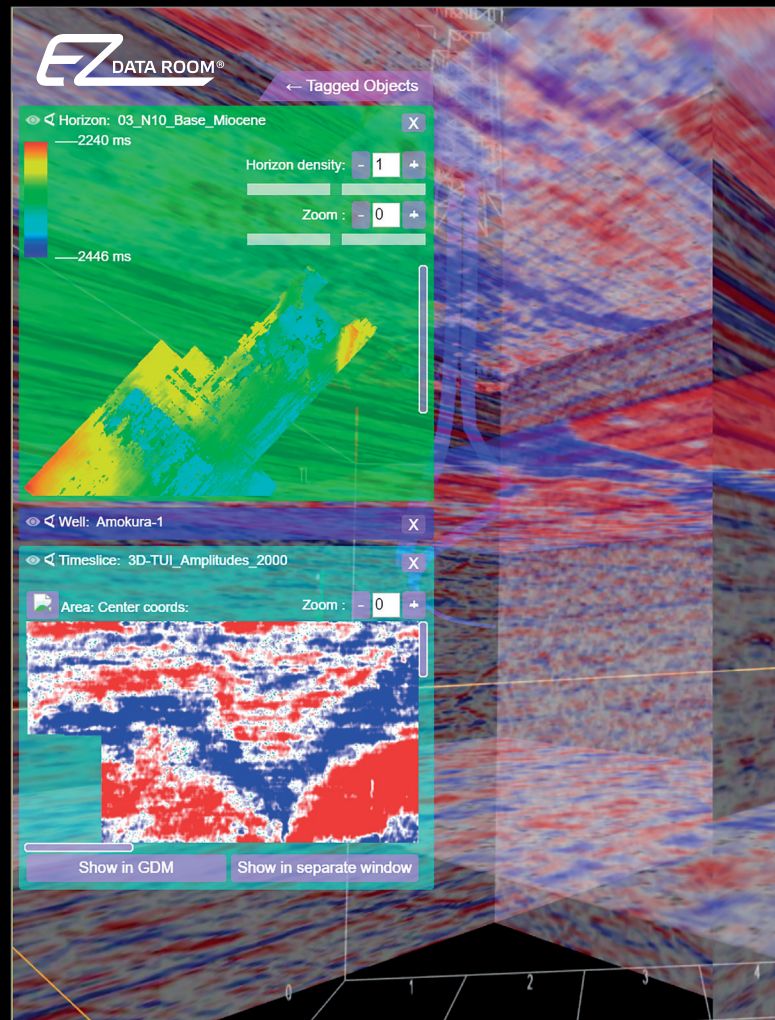 EZ DATA ROOM®
← Tagged Objects
Horizon: 03_N10_Base_Miocene X
2240 ms
Horizon density: - 1 +
Zoom : - 0 +
2446 ms
Well: Amokura-1 X
Timeslice: 3D-TUI_Amplitudes_2000 X
Area: Center coords: Zoom : - 0 +
Show in GDM Show in separate window
0 1 2 3 4